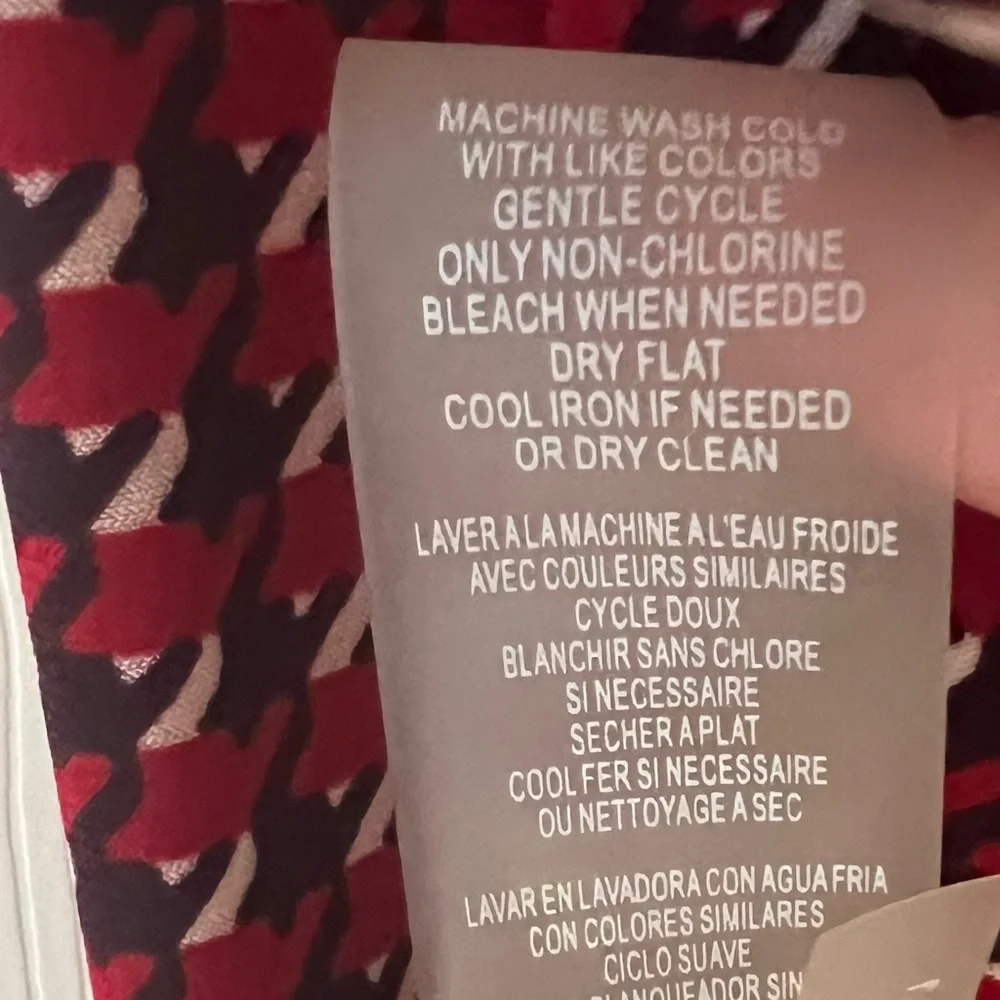 MACHINE WASH COLD
WITH LIKE COLORS
GENTLE CYCLE
ONLY NON-CHLORINE
BLEACH WHEN NEEDED
DRY FLAT
COOL IRON IF NEEDED
OR DRY CLEAN
LAVER A LA MACHINE A L'EAU FROIDE
AVEC COULEURS SIMILAIRES
CYCLE DOUX
BLANCHIR SANS CHLORE
SI NECESSAIRE
SECHER A PLAT
COOL FER SI NECESSAIRE
OU NETTOYAGE A SEC
LAVAR EN LAVADORA CON AGUA FRIA
CON COLORES SIMILARES
CICLO SUAVE
BLANQUEADOR SIN